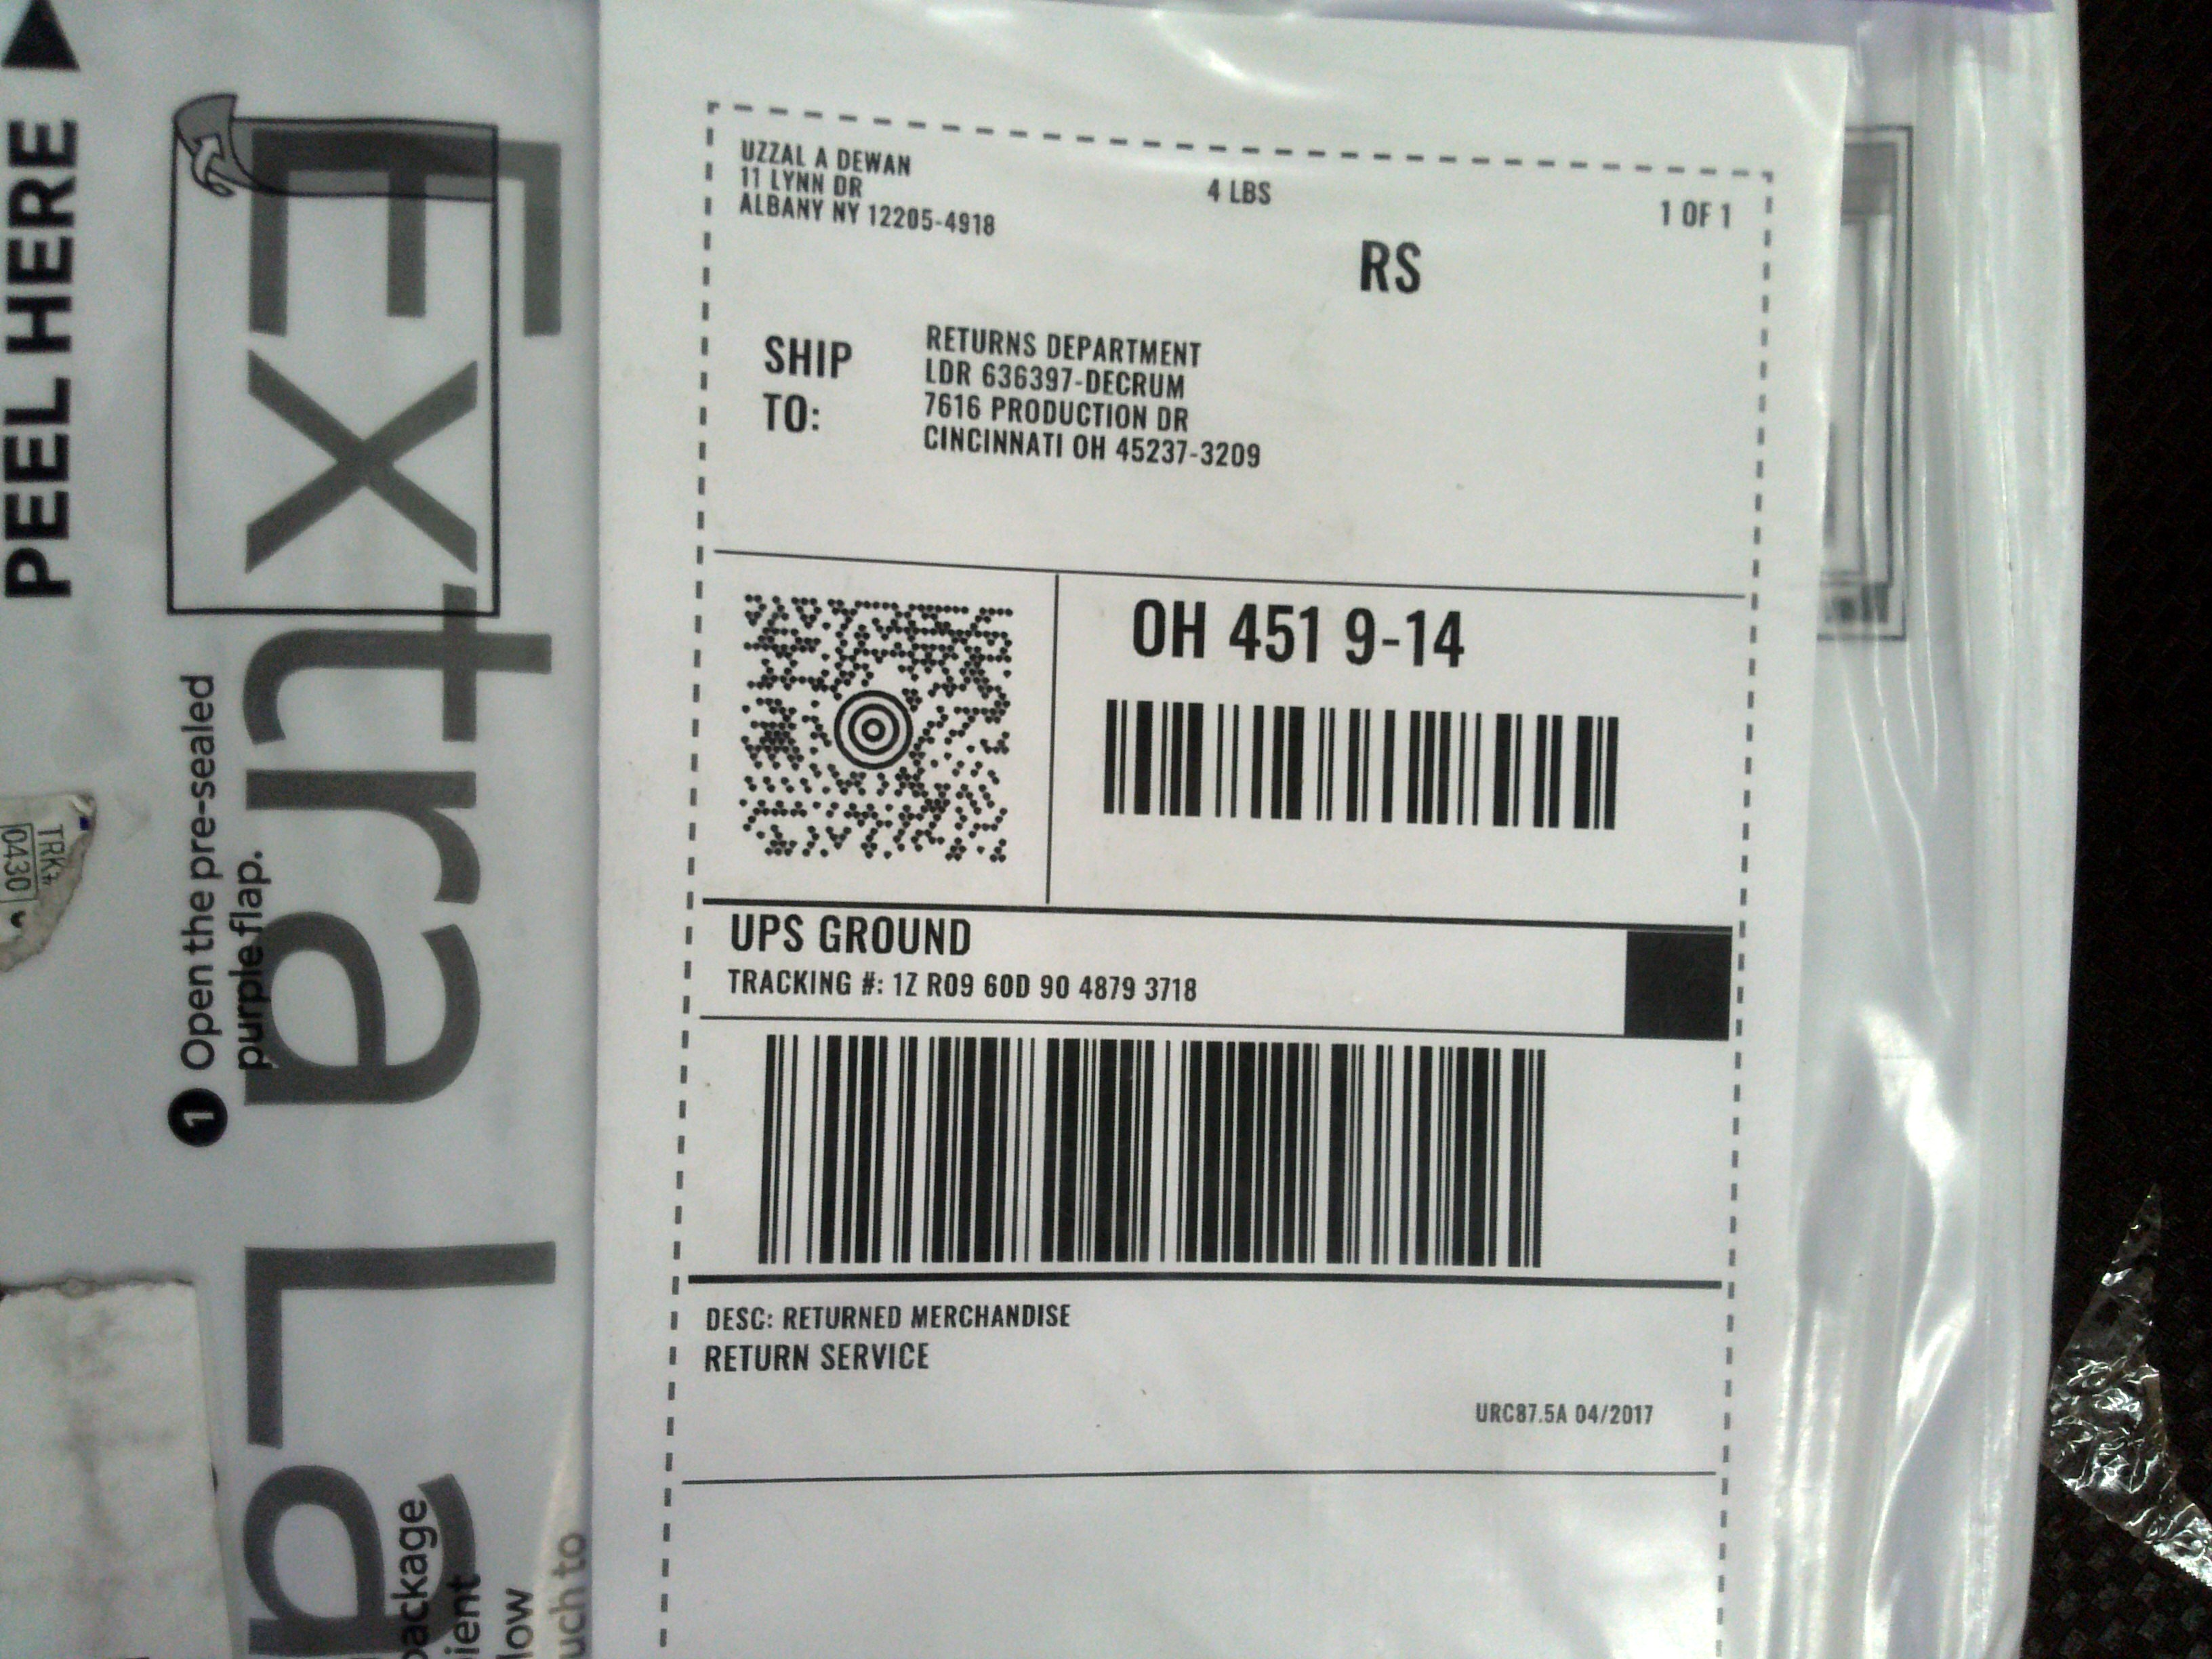 PEEL HERE
Extra La
1 Open the pre-sealed
purple flap.
TRK#
0430
package
ient
low
uch to
UZZAL A DEWAN
11 LYNN DR
ALBANY NY 12205-4918
4 LBS
1 OF 1
RS
SHIP
TO:
RETURNS DEPARTMENT
LDR 636397-DECRUM
7616 PRODUCTION DR
CINCINNATI OH 45237-3209
OH 451 9-14
UPS GROUND
TRACKING #: 1Z R09 60D 90 4879 3718
DESC: RETURNED MERCHANDISE
RETURN SERVICE
URC87.5A 04/2017